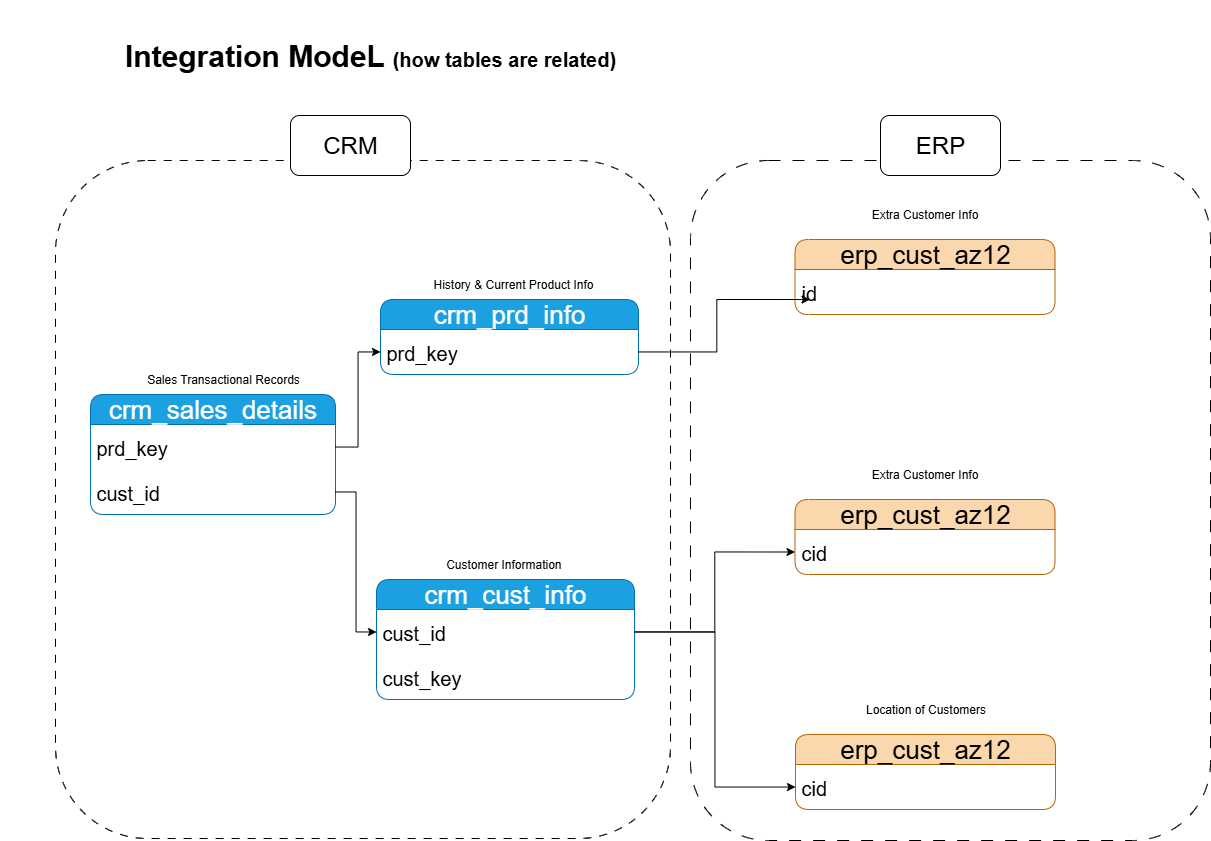 Integration ModeL (how tables are related)
CRM
ERP
Extra Customer Info
erp_cust_az12
id
History & Current Product Info
crm_prd_info
prd_key
Sales Transactional Records
crm_sales_details
prd_key
cust_id
Extra Customer Info
erp_cust_az12
cid
Customer Information
crm_cust_info
cust_id
cust_key
Location of Customers
erp_cust_az12
cid